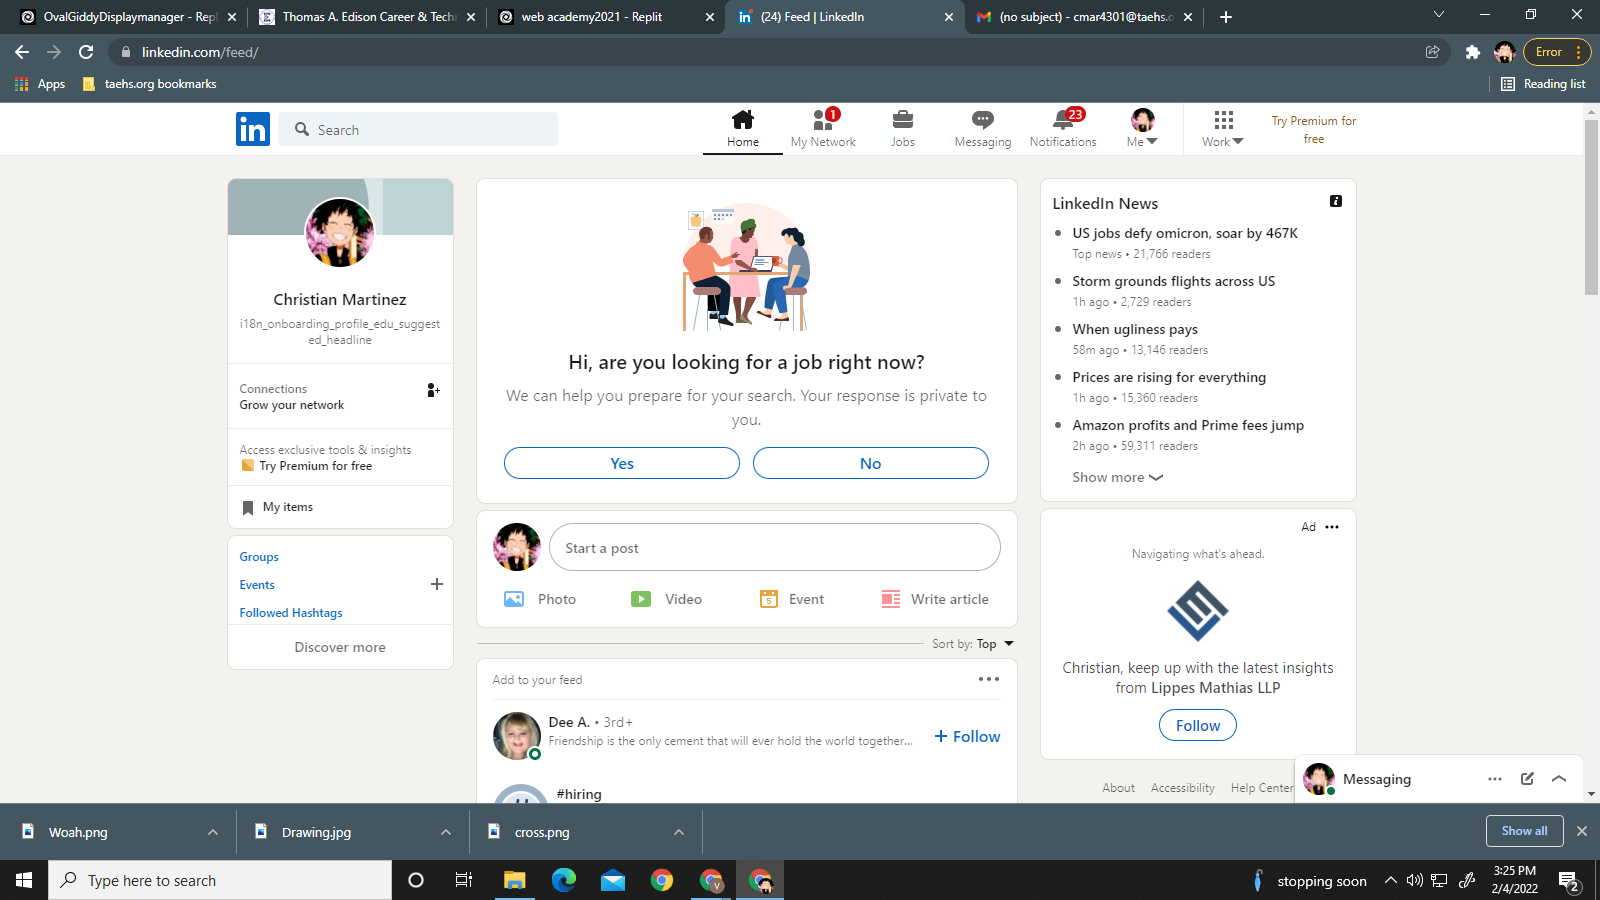 OvalGiddyDisplaymanager - Repl
Thomas A. Edison Career & Techn
web academy2021 - Replit
(24) Feed | LinkedIn
(no subject) - cmar4301@taehs.o
linkedin.com/feed/
Error
Apps
taehs.org bookmarks
Reading list
in
Search
Home
My Network
1
Jobs
Messaging
Notifications
23
Me
Work
Try Premium for
free
Christian Martinez
i18n_onboarding_profile_edu_suggest
ed_headline
Connections
Grow your network
Access exclusive tools & insights
Try Premium for free
My items
Groups
Events
Followed Hashtags
Discover more
Hi, are you looking for a job right now?
We can help you prepare for your search. Your response is private to
you.
Yes
No
Start a post
Photo
Video
5
Event
Write article
Sort by: Top
Add to your feed
Dee A. • 3rd+
Friendship is the only cement that will ever hold the world together...
+ Follow
#hiring
LinkedIn News
US jobs defy omicron, soar by 467K
Top news • 21,766 readers
Storm grounds flights across US
1h ago • 2,729 readers
When ugliness pays
58m ago • 13,146 readers
Prices are rising for everything
1h ago • 15,360 readers
Amazon profits and Prime fees jump
2h ago • 59,311 readers
Show more
Ad
Navigating what's ahead.
Christian, keep up with the latest insights
from Lippes Mathias LLP
Follow
About
Accessibility
Help Center
Messaging
Woah.png
Drawing.jpg
cross.png
Show all
Type here to search
V
stopping soon
3:25 PM
2/4/2022
2